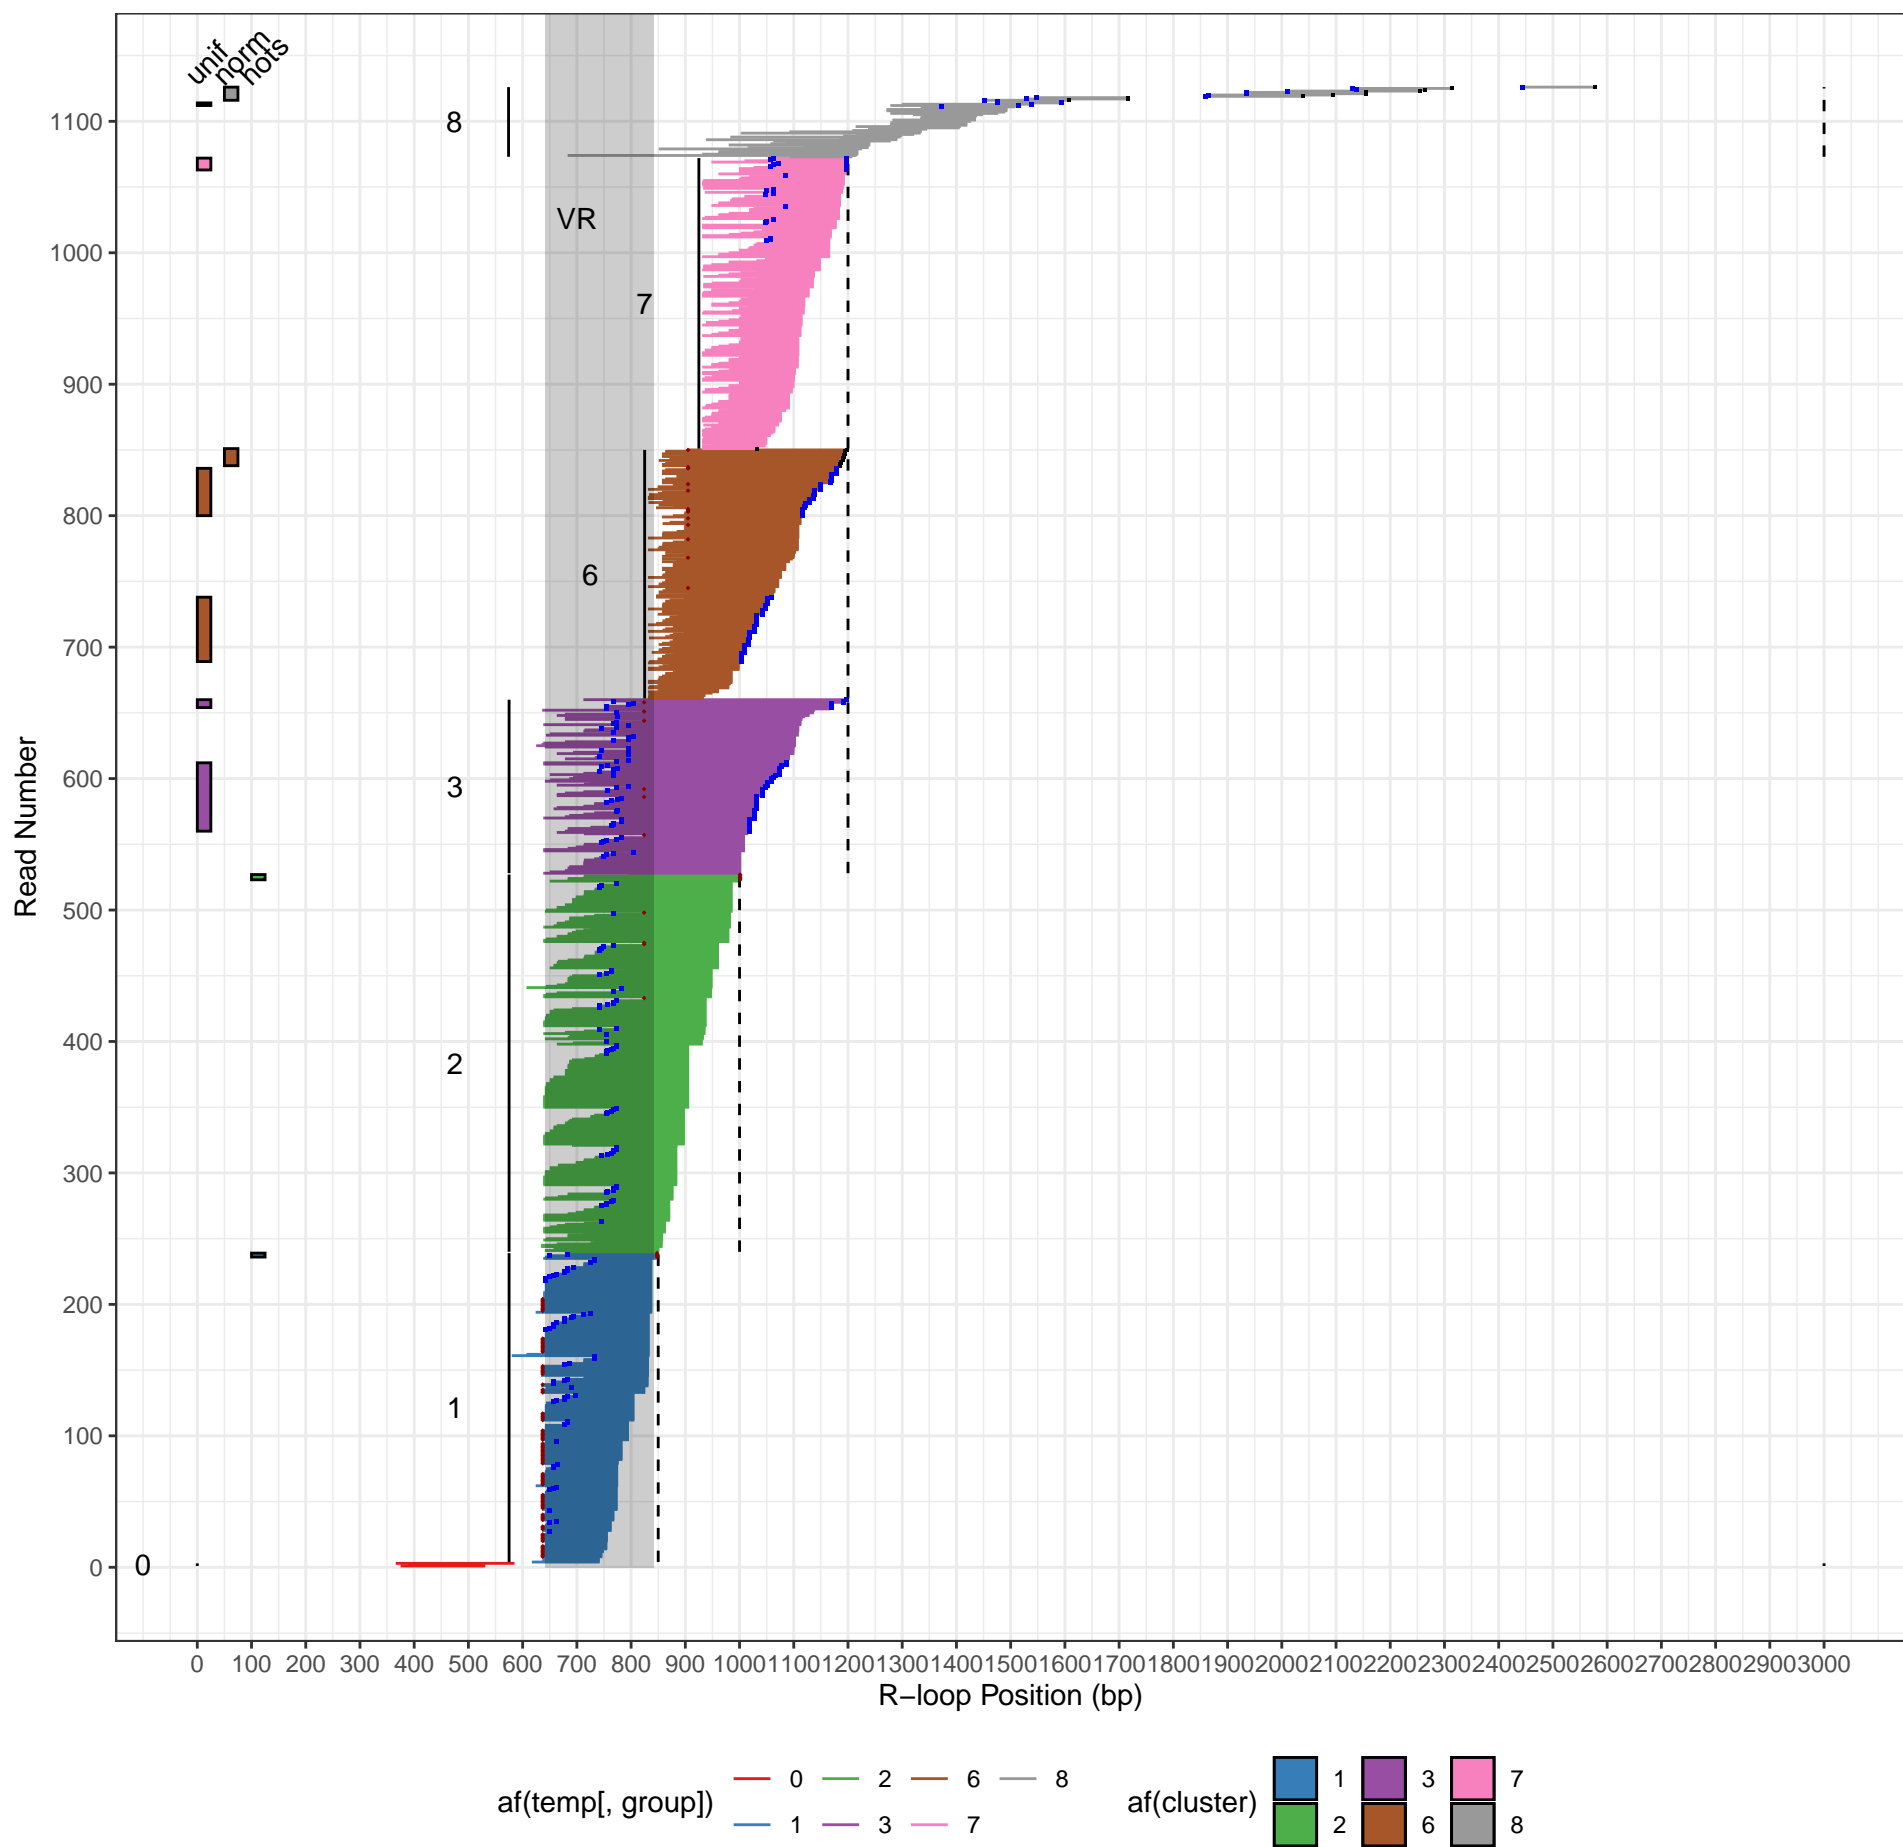 unif
norm
hots
8
1100
VR
1000
7
900
800
6
700
3
600
500
2
400
300
200
1
100
0
0
Read Number
0 100 200 300 400 500 600 700 800 900 1000 1100 1200 1300 1400 1500 1600 1700 1800 1900 2000 2100 2200 2300 2400 2500 2600 2700 2800 2900 3000
R−loop Position (bp)
af(temp[, group])
0 2 6 8
1 3 7
af(cluster)
1 3 7
2 6 8